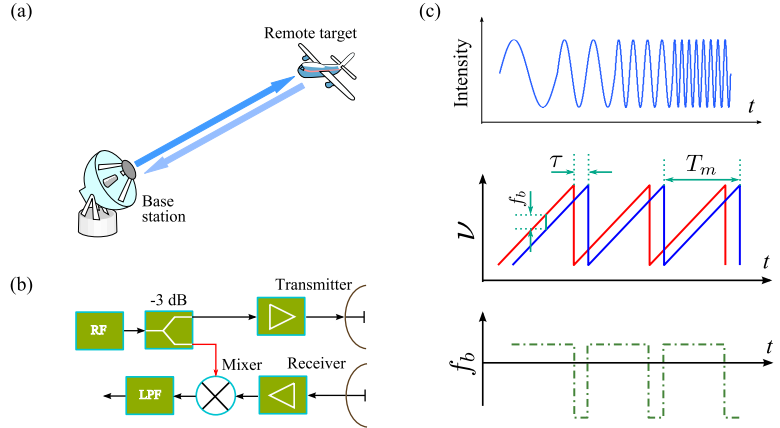 (a)
Remote target
Base
station
(b)
-3 dB
Transmitter
RF
Mixer
Receiver
LPF
(c)
Intensity
t
τ
T_m
f_b
ν
t
f_b
t